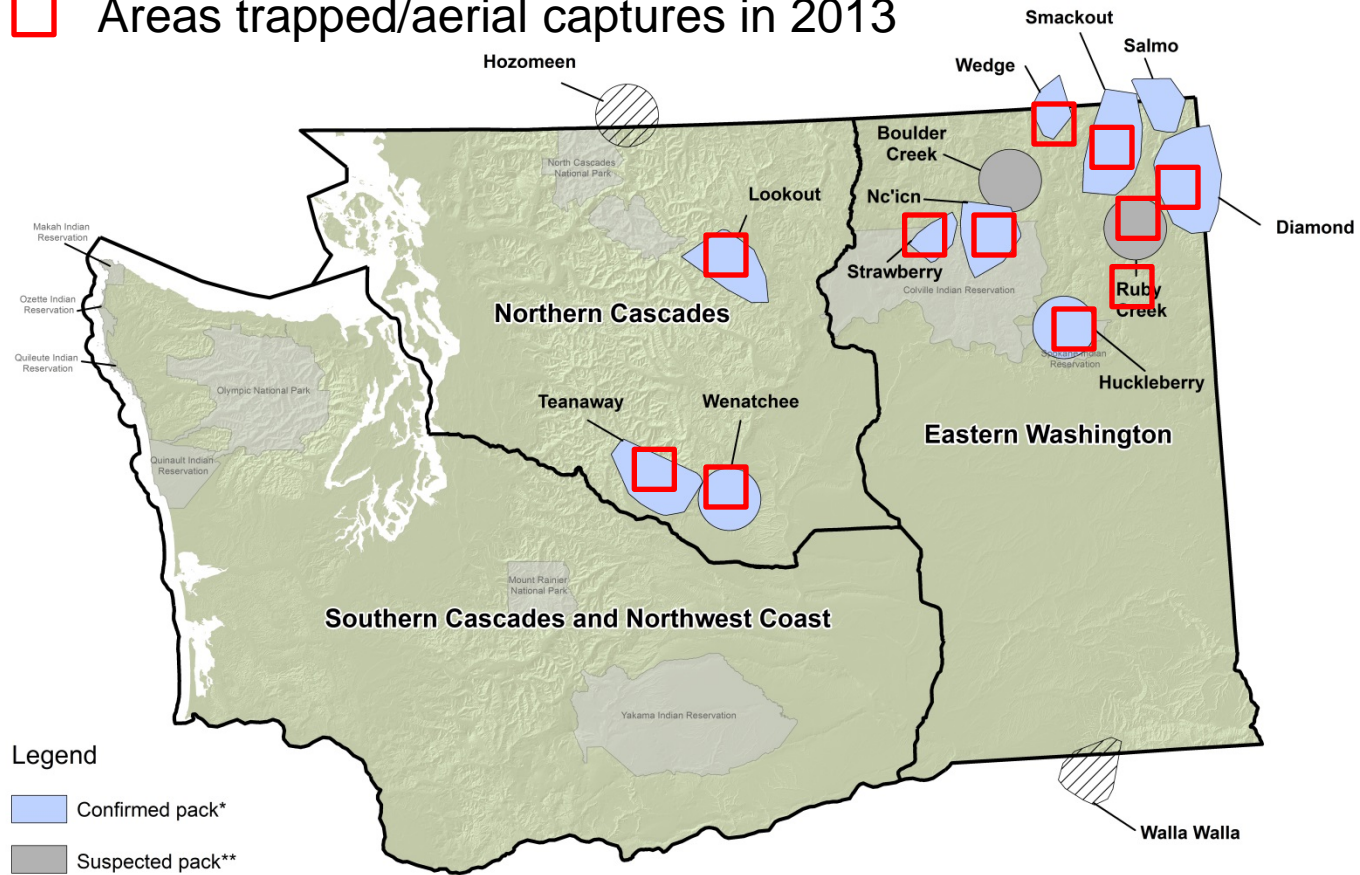 Areas trapped/aerial captures in 2013
Smackout
Salmo
Hozomeen
Wedge
Boulder
Creek
North Cascades
National Park
Lookout
Nc'icn
Makah Indian
Reservation
Diamond
Strawberry
Colville Indian Reservation
Ruby
Creek
Ozette Indian
Reservation
Northern Cascades
Quileute Indian
Reservation
Spokane Indian
Reservation
Olympic National Park
Huckleberry
Teanaway
Wenatchee
Eastern Washington
Quinault Indian
Reservation
Mount Rainier
National Park
Southern Cascades and Northwest Coast
Yakama Indian Reservation
Legend
Confirmed pack*
Suspected pack**
Walla Walla